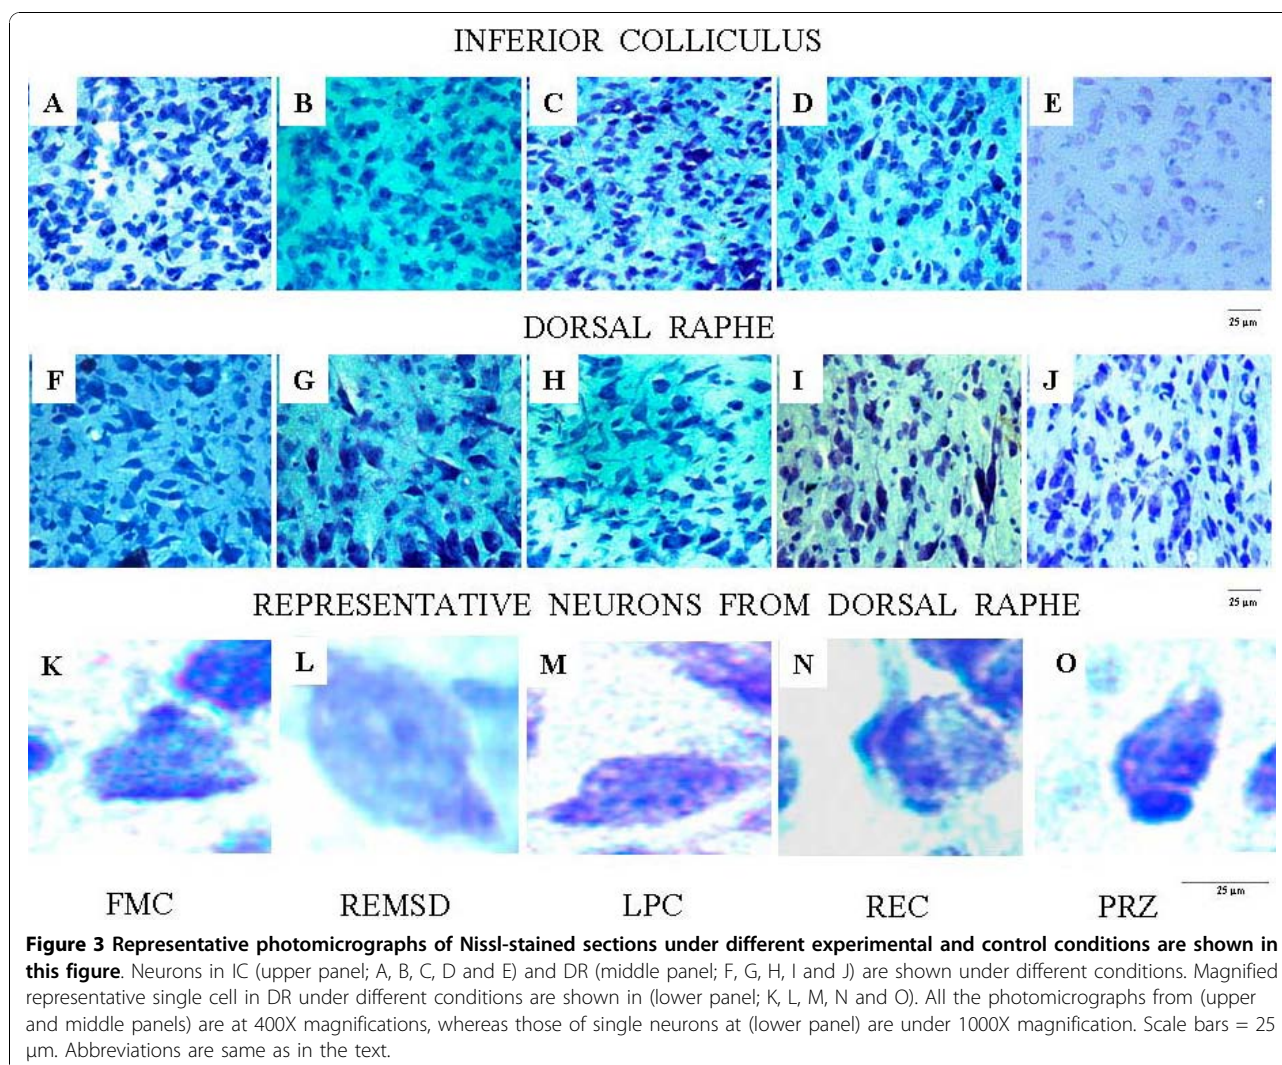 INFERIOR COLLICULUS
A B C D E
25 µm
DORSAL RAPHE
F G H I J
25 µm
REPRESENTATIVE NEURONS FROM DORSAL RAPHE
K L M N O
25 µm
FMC REMSD LPC REC PRZ
Figure 3 Representative photomicrographs of Nissl-stained sections under different experimental and control conditions are shown in
this figure. Neurons in IC (upper panel; A, B, C, D and E) and DR (middle panel; F, G, H, I and J) are shown under different conditions. Magnified
representative single cell in DR under different conditions are shown in (lower panel; K, L, M, N and O). All the photomicrographs from (upper
and middle panels) are at 400X magnifications, whereas those of single neurons at (lower panel) are under 1000X magnification. Scale bars = 25
µm. Abbreviations are same as in the text.